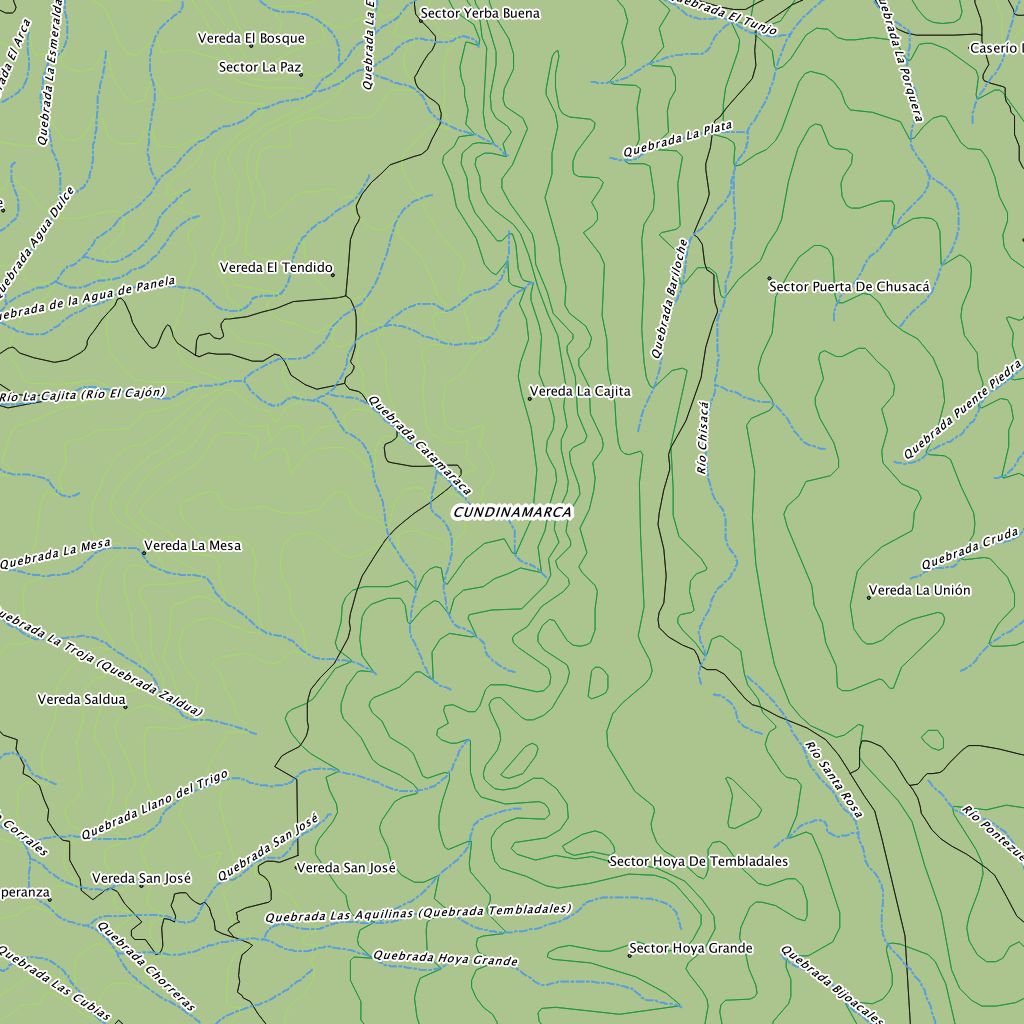 Sector Yerba Buena
Quebrada El Tunjo
Vereda El Bosque
Sector La Paz
Caserío
Quebrada El Arca
Quebrada La Esmeralda
Quebrada La
Quebrada La Porquera
Quebrada La Plata
Quebrada Agua Dulce
Vereda El Tendido
Quebrada de la Agua de Panela
Quebrada Bariloche
Sector Puerta De Chusacá
Río La Cajita (Río El Cajón)
Vereda La Cajita
Quebrada Puente Piedra
Quebrada Catamaraca
Río Chisacá
CUNDINAMARCA
Quebrada La Mesa
Vereda La Mesa
Quebrada Cruda
Vereda La Unión
Quebrada La Troja (Quebrada Zaldua)
Vereda Saldua
Río Santa Rosa
Quebrada Llano del Trigo
Corrales
Quebrada San José
Río Pontezue
Vereda San José
Vereda San José
Sector Hoya De Tembladales
peranza
Quebrada Las Aquilinas (Quebrada Tembladales)
Quebrada Chorreras
Quebrada Hoya Grande
Sector Hoya Grande
Quebrada Las Cubias
Quebrada Bijoacales